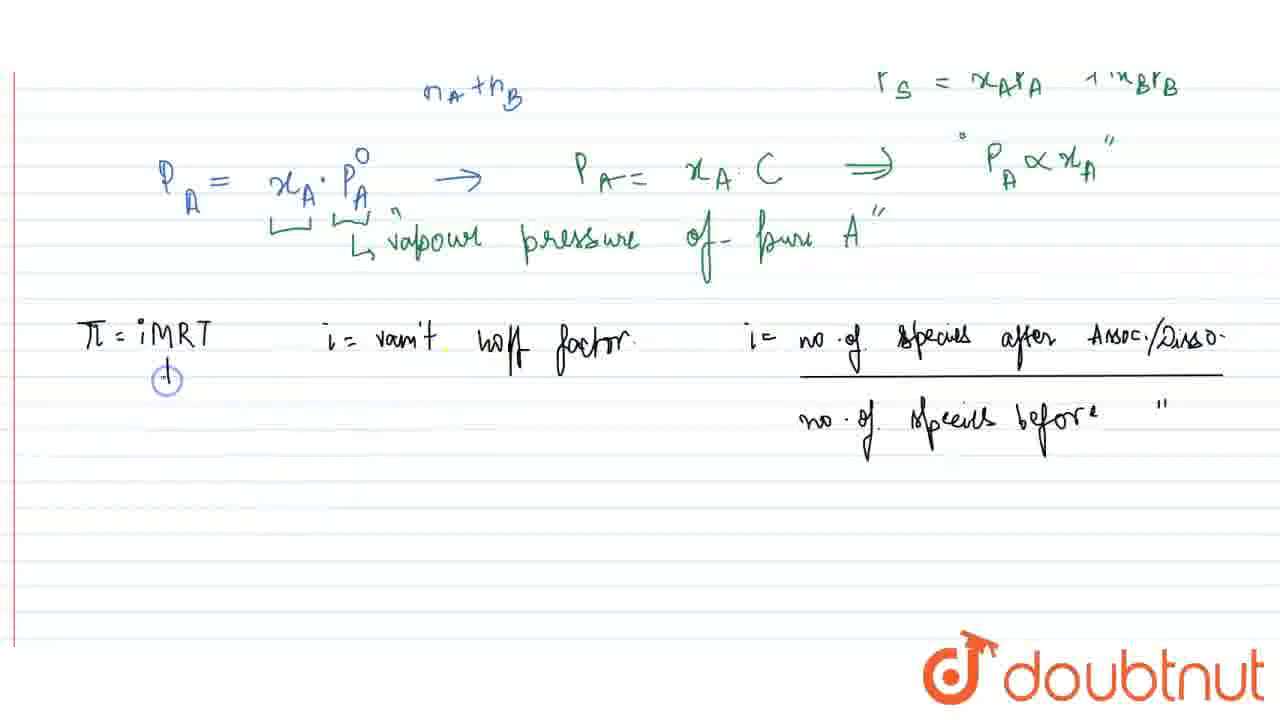 nA + nB
PS = xAPA + xBPB
PA = xA · PA⁰ → PA = xA · C ⇒ "PA ∝ xA"
↳ "vapour pressure of pure A"
π = iMRT i = van't hoff factor. i = no. of species after Assoc./Disso.
no. of species before "
doubtnut